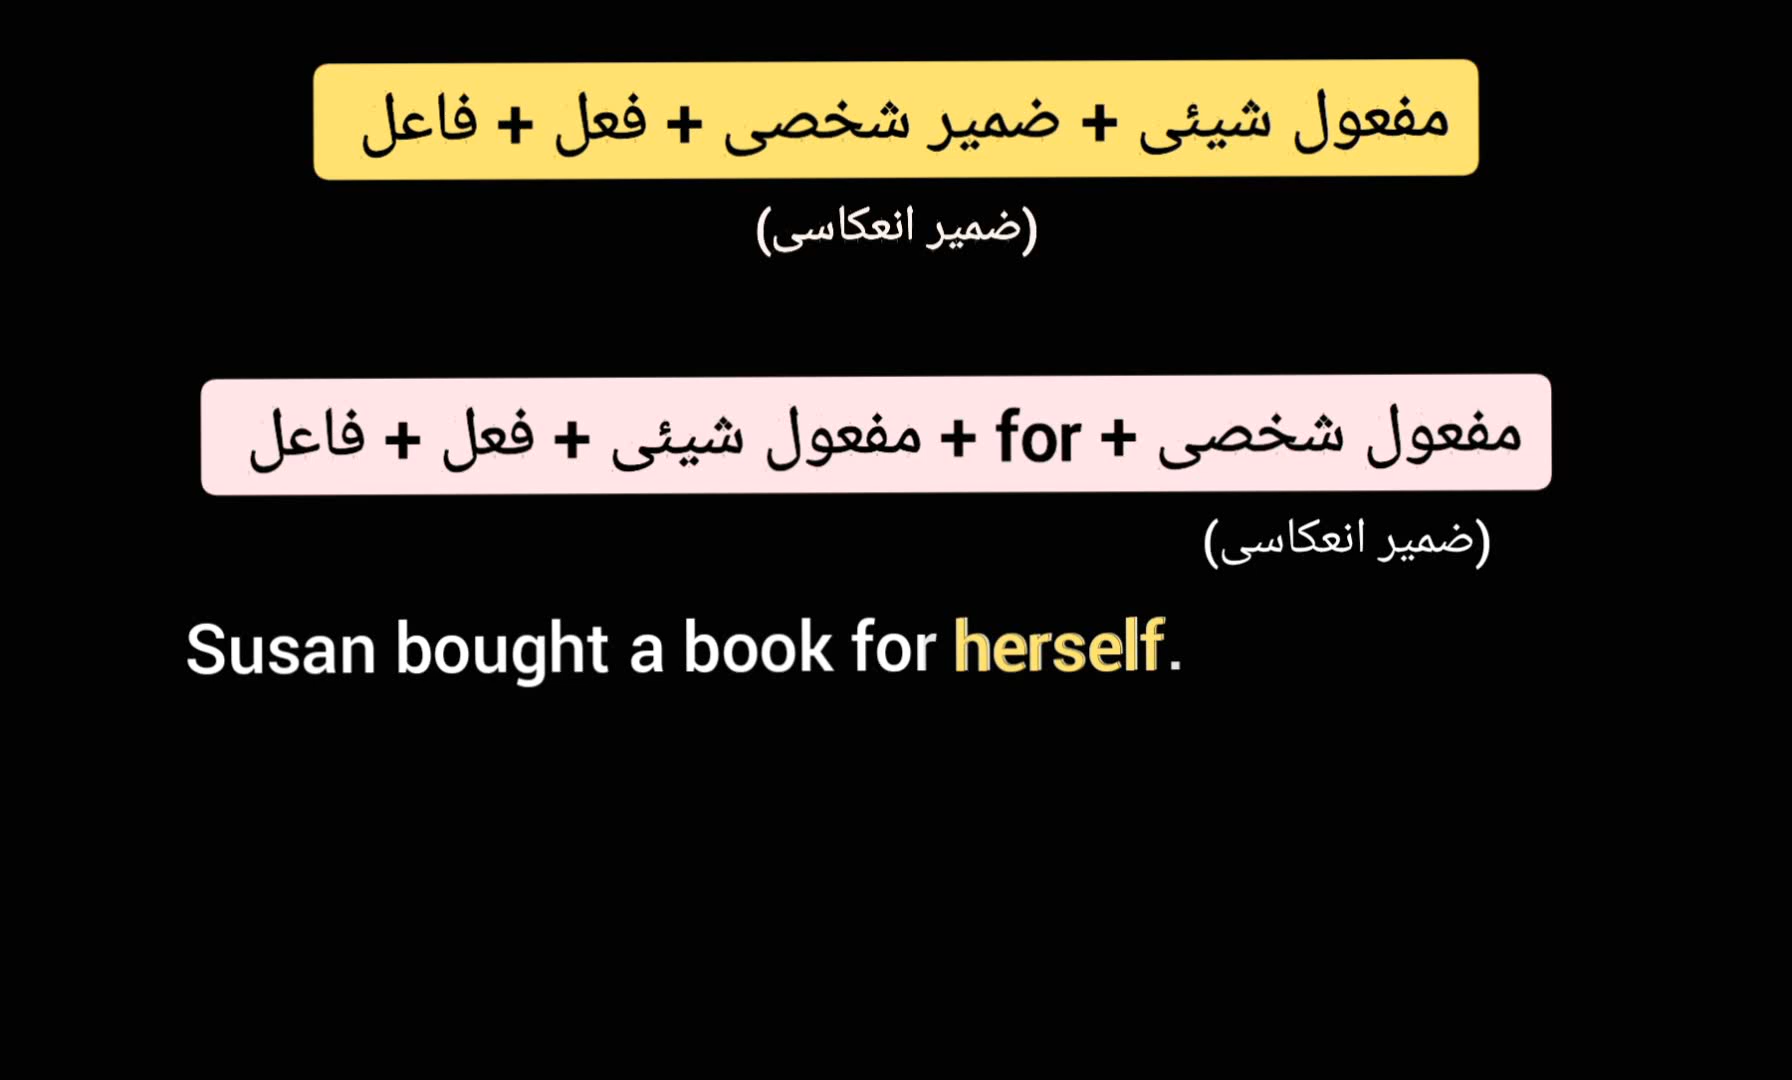 فاعل + فعل + ضمیر شخصی + مفعول شیئی
(ضمیر انعکاسی)
فاعل + فعل + مفعول شیئی + for + مفعول شخصی
(ضمیر انعکاسی)
Susan bought a book for herself.